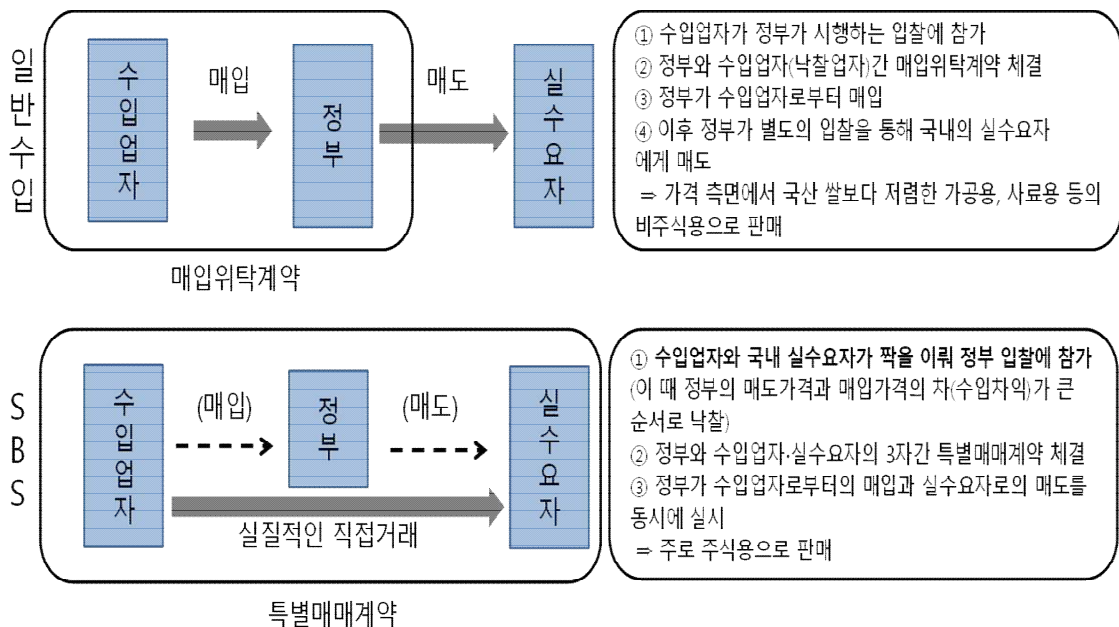 일반수입
수입업자
매입
정부
매도
실수요자
매입위탁계약
① 수입업자가 정부가 시행하는 입찰에 참가
② 정부와 수입업자(낙찰업자)간 매입위탁계약 체결
③ 정부가 수입업자로부터 매입
④ 이후 정부가 별도의 입찰을 통해 국내의 실수요자
에게 매도
⇒ 가격 측면에서 국산 쌀보다 저렴한 가공용, 사료용 등의
비주식용으로 판매
SBS
수입업자
(매입)
정부
(매도)
실수요자
실질적인 직접거래
특별매매계약
① 수입업자와 국내 실수요자가 짝을 이뤄 정부 입찰에 참가
(이 때 정부의 매도가격과 매입가격의 차(수입차익)가 큰
순서로 낙찰)
② 정부와 수입업자·실수요자의 3자간 특별매매계약 체결
③ 정부가 수입업자로부터의 매입과 실수요자로의 매도를
동시에 실시
⇒ 주로 주식용으로 판매